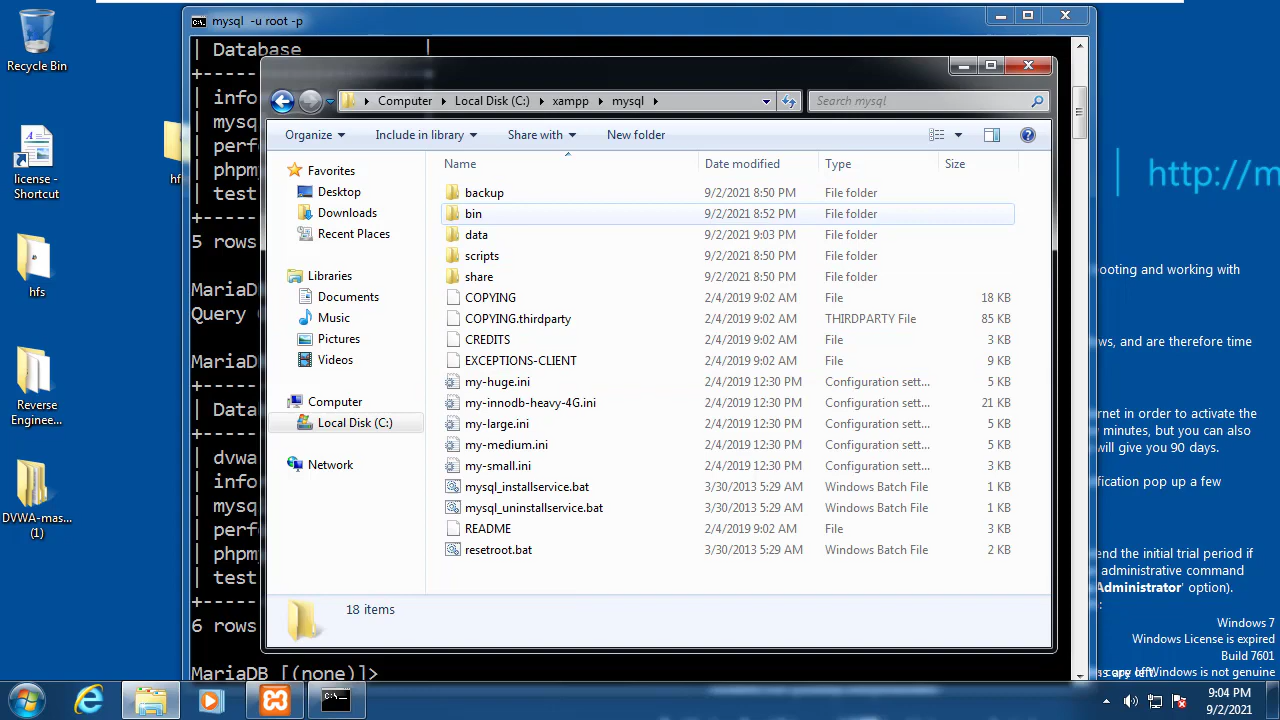 mysql -u root -p
| Database |
+----
| info
| mysq
| perf
| phpm
| test
+----
5 rows
MariaD
Query
MariaD
+----
| Dat
+----
| dvwa
| info
| mysq
| perf
| phpm
| test
+----
6 rows
MariaDB [(none)]>
Recycle Bin
license -
Shortcut
hfs
Reverse
Enginee...
DVWA-mas...
(1)
hf
Computer
Local Disk (C:)
xampp
mysql
Search mysql
Organize
Include in library
Share with
New folder
Favorites
Desktop
Downloads
Recent Places
Libraries
Documents
Music
Pictures
Videos
Computer
Local Disk (C:)
Network
Name Date modified Type Size
backup 9/2/2021 8:50 PM File folder
bin 9/2/2021 8:52 PM File folder
data 9/2/2021 9:03 PM File folder
scripts 9/2/2021 8:50 PM File folder
share 9/2/2021 8:50 PM File folder
COPYING 2/4/2019 9:02 AM File 18 KB
COPYING.thirdparty 2/4/2019 9:02 AM THIRDPARTY File 85 KB
CREDITS 2/4/2019 9:02 AM File 3 KB
EXCEPTIONS-CLIENT 2/4/2019 9:02 AM File 9 KB
my-huge.ini 2/4/2019 12:30 PM Configuration sett... 5 KB
my-innodb-heavy-4G.ini 2/4/2019 12:30 PM Configuration sett... 21 KB
my-large.ini 2/4/2019 12:30 PM Configuration sett... 5 KB
my-medium.ini 2/4/2019 12:30 PM Configuration sett... 5 KB
my-small.ini 2/4/2019 12:30 PM Configuration sett... 3 KB
mysql_installservice.bat 3/30/2013 5:29 AM Windows Batch File 1 KB
mysql_uninstallservice.bat 3/30/2013 5:29 AM Windows Batch File 1 KB
README 2/4/2019 9:02 AM File 3 KB
resetroot.bat 3/30/2013 5:29 AM Windows Batch File 2 KB
18 items
| http://m
ooting and working with
ws, and are therefore time
rnet in order to activate the
minutes, but you can also
will give you 90 days.
ification pop up a few
end the initial trial period if
administrative command
Administrator' option).
:
Windows 7
Windows License is expired
Build 7601
Windows is not genuine
9:04 PM
9/2/2021